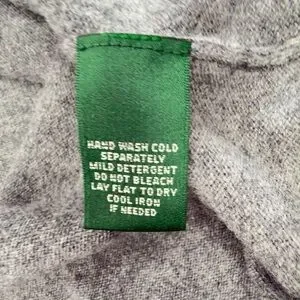 HAND WASH COLD
SEPARATELY
MILD DETERGENT
DO NOT BLEACH
LAY FLAT TO DRY
COOL IRON
IF NEEDED